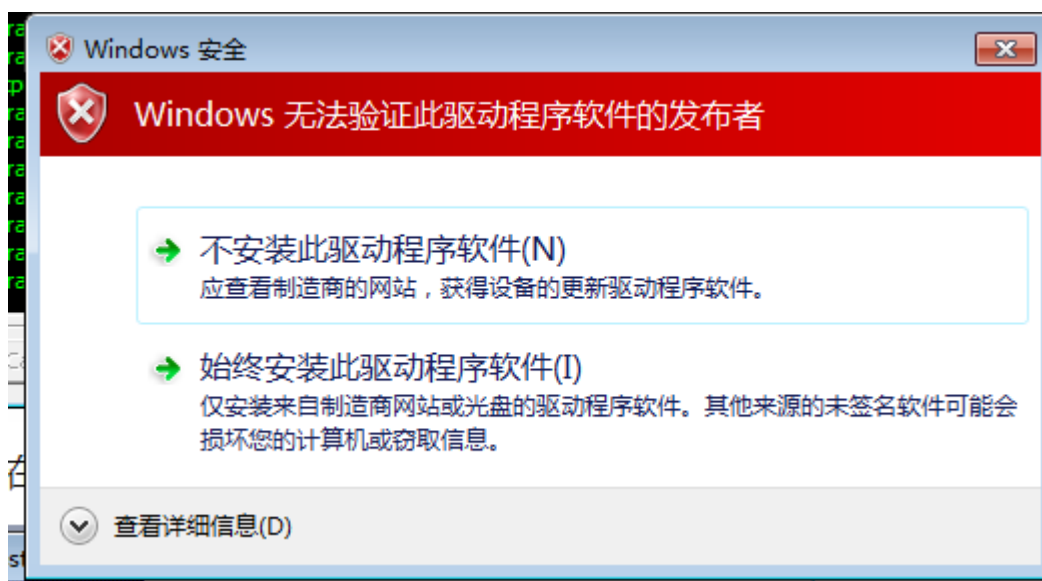 Windows 安全
Windows 无法验证此驱动程序软件的发布者
不安装此驱动程序软件(N)
应查看制造商的网站，获得设备的更新驱动程序软件。
始终安装此驱动程序软件(I)
仅安装来自制造商网站或光盘的驱动程序软件。其他来源的未签名软件可能会
损坏您的计算机或窃取信息。
在
查看详细信息(D)